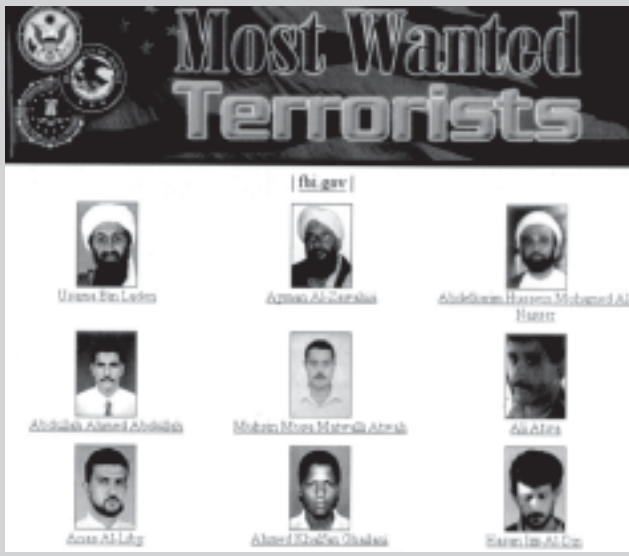 Most Wanted
Terrorists
| fbi.gov |
Usama Bin Laden
Ayman Al-Zawahiri
Abdelkarim Hussein Mohamed Al-
Nasser
Abdullah Ahmed Abdullah
Muhsin Musa Matwalli Atwah
Ali Atwa
Anas Al-Liby
Ahmed Khalfan Ghailani
Hasan Izz-Al-Din